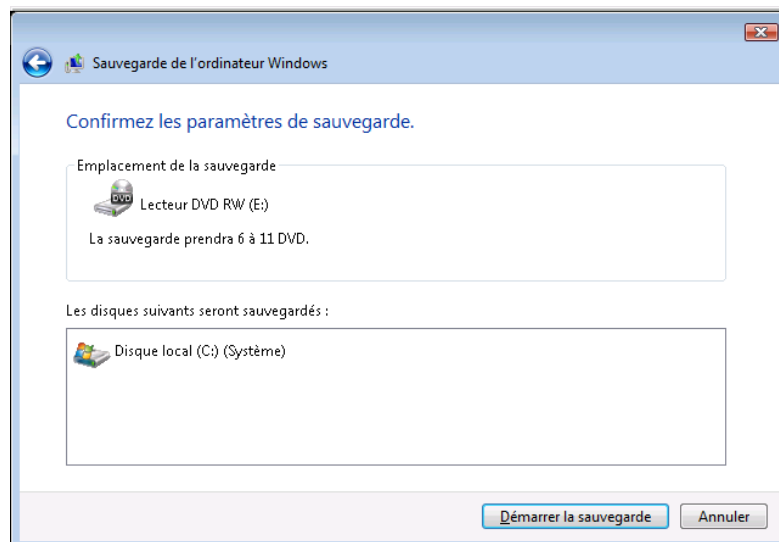 Sauvegarde de l'ordinateur Windows
Confirmez les paramètres de sauvegarde.
Emplacement de la sauvegarde
DVD
Lecteur DVD RW (E:)
La sauvegarde prendra 6 à 11 DVD.
Les disques suivants seront sauvegardés :
Disque local (C:) (Système)
Démarrer la sauvegarde
Annuler